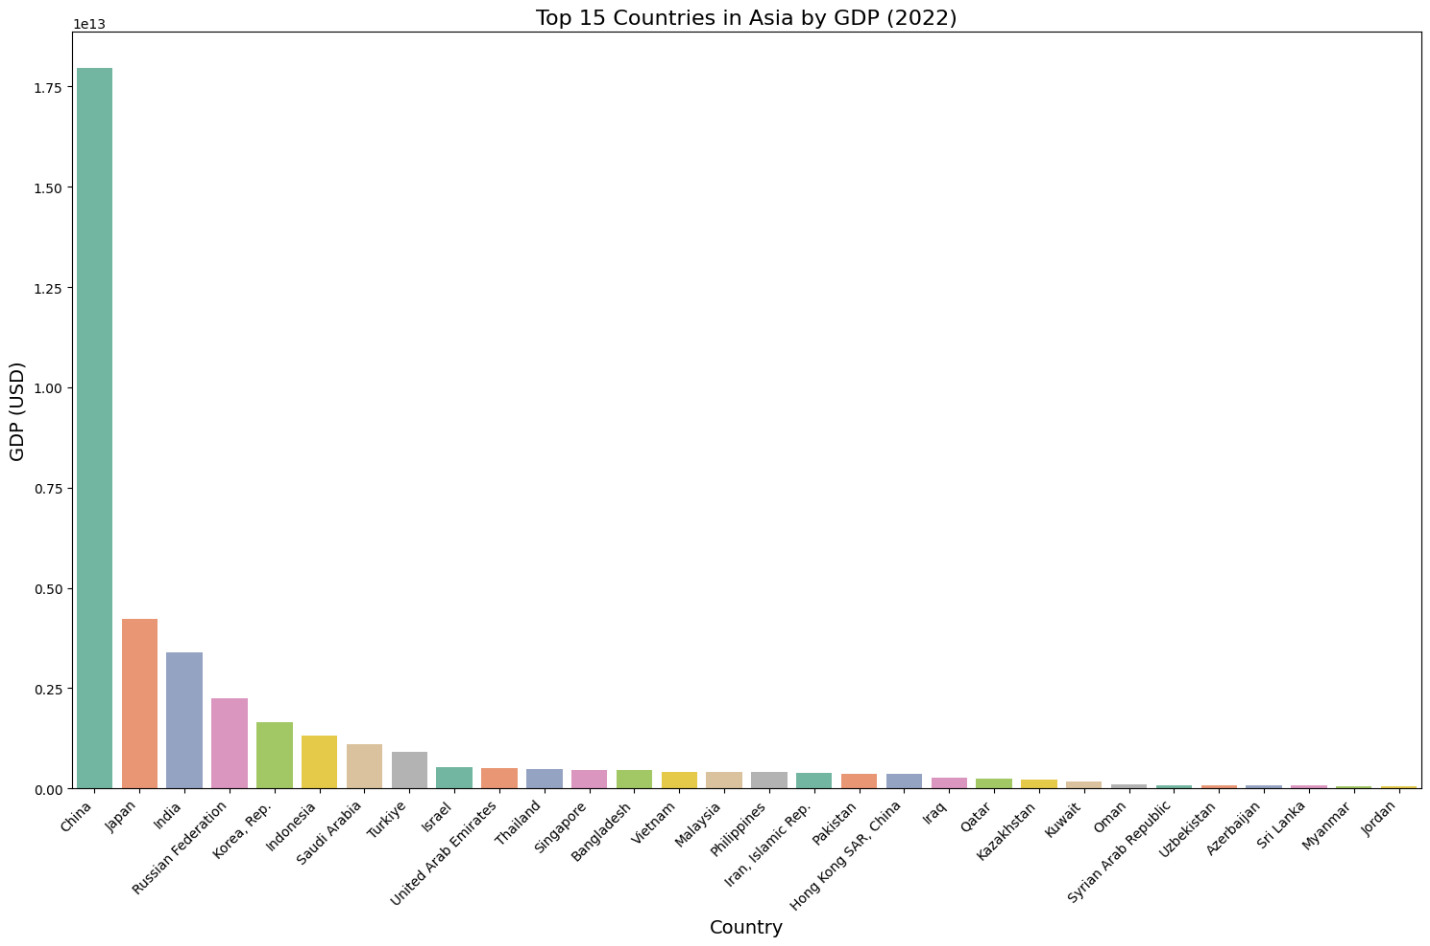 Top 15 Countries in Asia by GDP (2022)
1e13
1.75
1.50
1.25
1.00
0.75
0.50
0.25
0.00
GDP (USD)
China
Japan
India
Russian Federation
Korea, Rep.
Indonesia
Saudi Arabia
Turkiye
Israel
United Arab Emirates
Thailand
Singapore
Bangladesh
Vietnam
Malaysia
Philippines
Iran, Islamic Rep.
Pakistan
Hong Kong SAR, China
Iraq
Qatar
Kazakhstan
Kuwait
Oman
Syrian Arab Republic
Uzbekistan
Azerbaijan
Sri Lanka
Myanmar
Jordan
Country